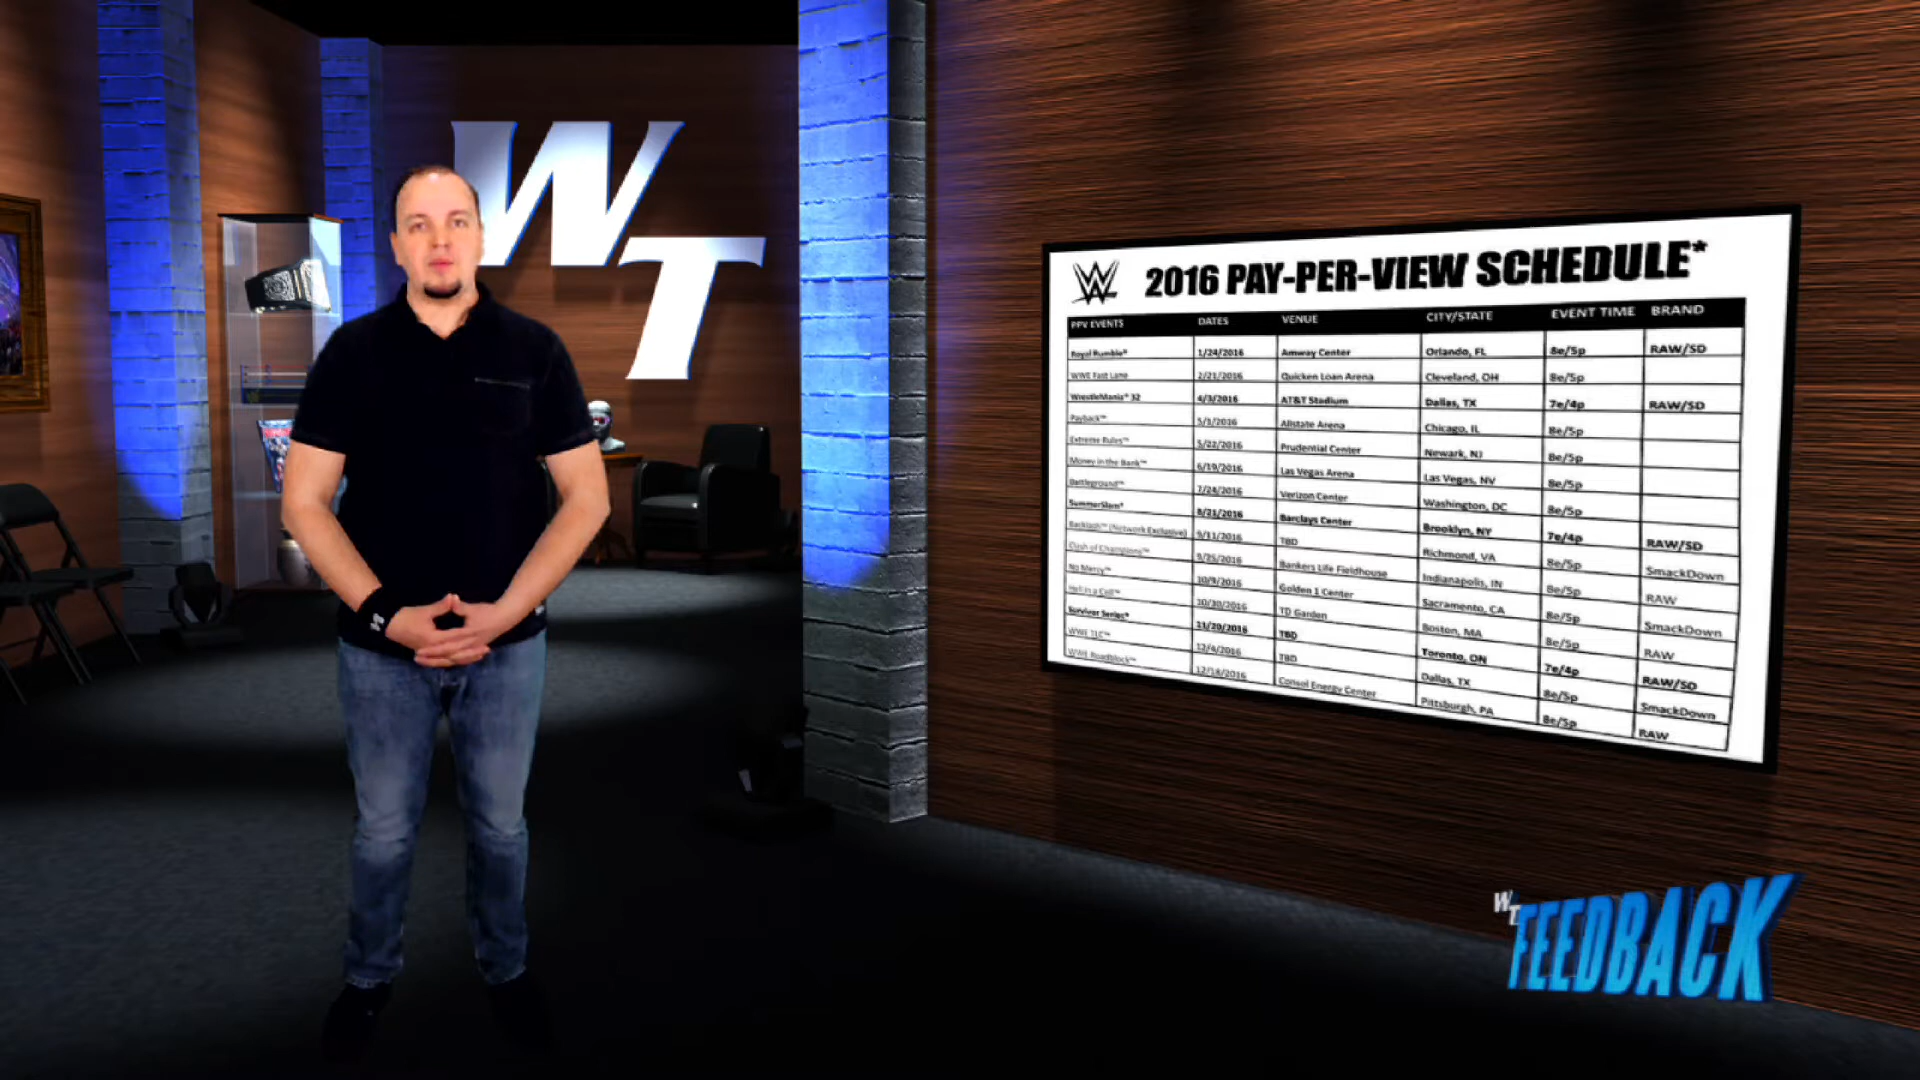 WT
W 2016 PAY-PER-VIEW SCHEDULE*
PPV EVENTS DATES VENUE CITY/STATE EVENT TIME BRAND
Royal Rumble® 1/24/2016 Amway Center Orlando, FL 8e/5p RAW/SD
WWE Fast Lane 2/21/2016 Quicken Loan Arena Cleveland, OH 8e/5p
WrestleMania® 32 4/3/2016 AT&T Stadium Dallas, TX 7e/4p RAW/SD
Payback™ 5/1/2016 Allstate Arena Chicago, IL 8e/5p
Extreme Rules™ 5/22/2016 Prudential Center Newark, NJ 8e/5p
Money in the Bank™ 6/19/2016 Las Vegas Arena Las Vegas, NV 8e/5p
Battleground™ 7/24/2016 Verizon Center Washington, DC 8e/5p
SummerSlam® 8/21/2016 Barclays Center Brooklyn, NY 7e/4p RAW/SD
Backlash™ (Network Exclusive) 9/11/2016 TBD Richmond, VA 8e/5p SmackDown
Clash of Champions™ 9/25/2016 Bankers Life Fieldhouse Indianapolis, IN 8e/5p RAW
No Mercy™ 10/9/2016 Golden 1 Center Sacramento, CA 8e/5p SmackDown
Hell in a Cell™ 10/30/2016 TD Garden Boston, MA 8e/5p RAW
Survivor Series® 11/20/2016 TBD Toronto, ON 7e/4p RAW/SD
WWE TLC™ 12/4/2016 TBD Dallas, TX 8e/5p SmackDown
WWE Roadblock™ 12/18/2016 Consol Energy Center Pittsburgh, PA 8e/5p RAW
WT FEEDBACK